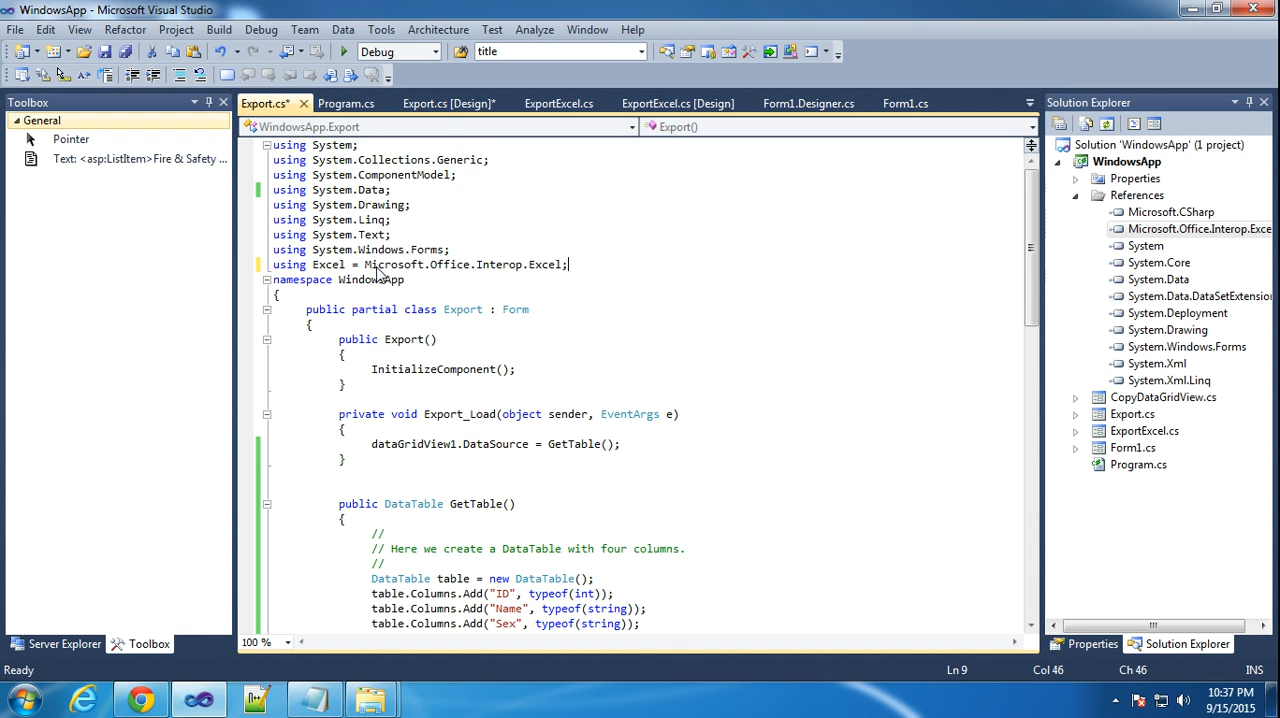 WindowsApp - Microsoft Visual Studio
File Edit View Refactor Project Build Debug Team Data Tools Architecture Test Analyze Window Help
Debug title
Toolbox
General
Pointer
Text: <asp:ListItem>Fire & Safety ...
Export.cs* Program.cs Export.cs [Design]* ExportExcel.cs ExportExcel.cs [Design] Form1.Designer.cs Form1.cs
WindowsApp.Export Export()
using System;
using System.Collections.Generic;
using System.ComponentModel;
using System.Data;
using System.Drawing;
using System.Linq;
using System.Text;
using System.Windows.Forms;
using Excel = Microsoft.Office.Interop.Excel;
namespace WindowsApp
{
public partial class Export : Form
{
public Export()
{
InitializeComponent();
}
private void Export_Load(object sender, EventArgs e)
{
dataGridView1.DataSource = GetTable();
}
public DataTable GetTable()
{
//
// Here we create a DataTable with four columns.
//
DataTable table = new DataTable();
table.Columns.Add("ID", typeof(int));
table.Columns.Add("Name", typeof(string));
table.Columns.Add("Sex", typeof(string));
100 %
Solution Explorer
Solution 'WindowsApp' (1 project)
WindowsApp
Properties
References
Microsoft.CSharp
Microsoft.Office.Interop.Exce
System
System.Core
System.Data
System.Data.DataSetExtension
System.Deployment
System.Drawing
System.Windows.Forms
System.Xml
System.Xml.Linq
CopyDataGridView.cs
Export.cs
ExportExcel.cs
Form1.cs
Program.cs
Server Explorer Toolbox
Properties Solution Explorer
Ready Ln 9 Col 46 Ch 46 INS
10:37 PM
9/15/2015